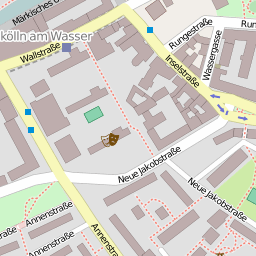 Märkisches
Rungestraße
kölln am Wasser
Wallstraße
Inselstraße
Wassergasse
Neue Jakobstraße
Neue Jakobstraße
Annenstraße
Annenstraße
Annenstraße